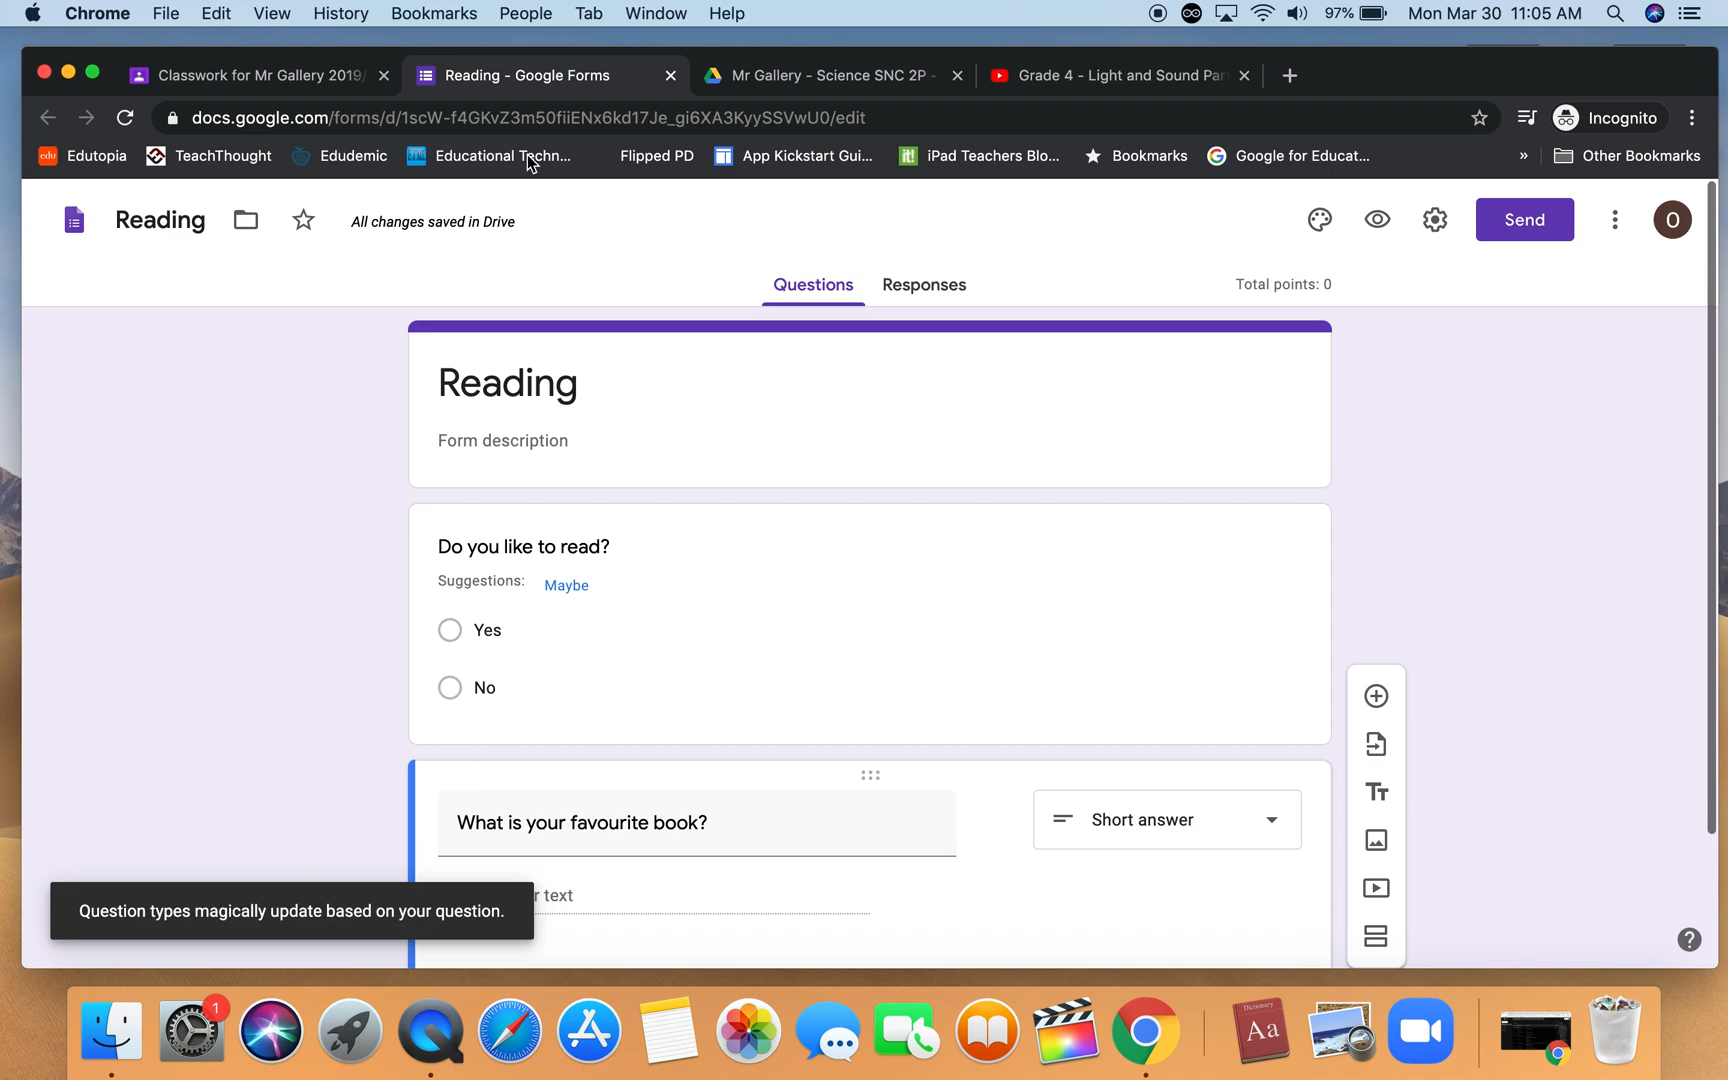 Chrome File Edit View History Bookmarks People Tab Window Help 97% Mon Mar 30 11:05 AM
Classwork for Mr Gallery 2019/ Reading - Google Forms Mr Gallery - Science SNC 2P - Grade 4 - Light and Sound Par
docs.google.com/forms/d/1scW-f4GKvZ3m50fiiENx6kd17Je_gi6XA3KyySSVwU0/edit Incognito
edu Edutopia TeachThought Edudemic Educational Techn... Flipped PD App Kickstart Gui... it! iPad Teachers Blo... Bookmarks Google for Educat... » Other Bookmarks
Reading All changes saved in Drive Send O
Questions Responses Total points: 0
Reading
Form description
Do you like to read?
Suggestions: Maybe
Yes
No
What is your favourite book? Short answer
r text
Question types magically update based on your question.
1
Dictionary
Aa